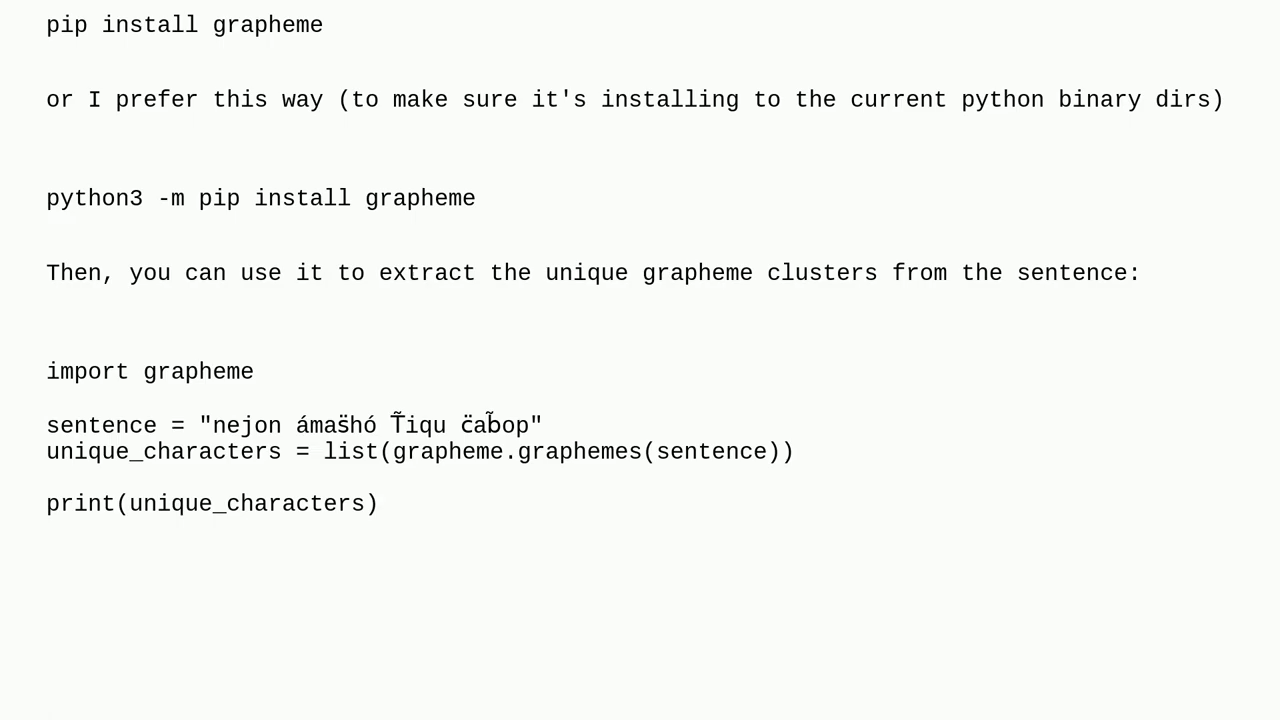 pip install grapheme
or I prefer this way (to make sure it's installing to the current python binary dirs)
python3 -m pip install grapheme
Then, you can use it to extract the unique grapheme clusters from the sentence:
import grapheme
sentence = "nejon ámas̈hó T̃iqu c̈ab̃op"
unique_characters = list(grapheme.graphemes(sentence))
print(unique_characters)